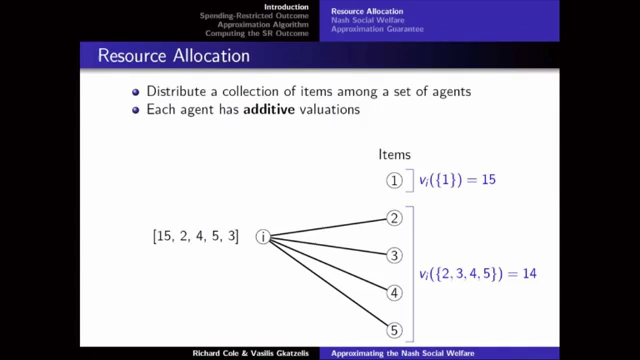 Introduction
Spending-Restricted Outcome
Approximation Algorithm
Computing the SR Outcome
Resource Allocation
Nash Social Welfare
Approximation Guarantee
Resource Allocation
Distribute a collection of items among a set of agents
Each agent has additive valuations
Items
1 vᵢ({1}) = 15
2
[15, 2, 4, 5, 3] i
3
vᵢ({2, 3, 4, 5}) = 14
4
5
Richard Cole & Vasilis Gkatzelis Approximating the Nash Social Welfare